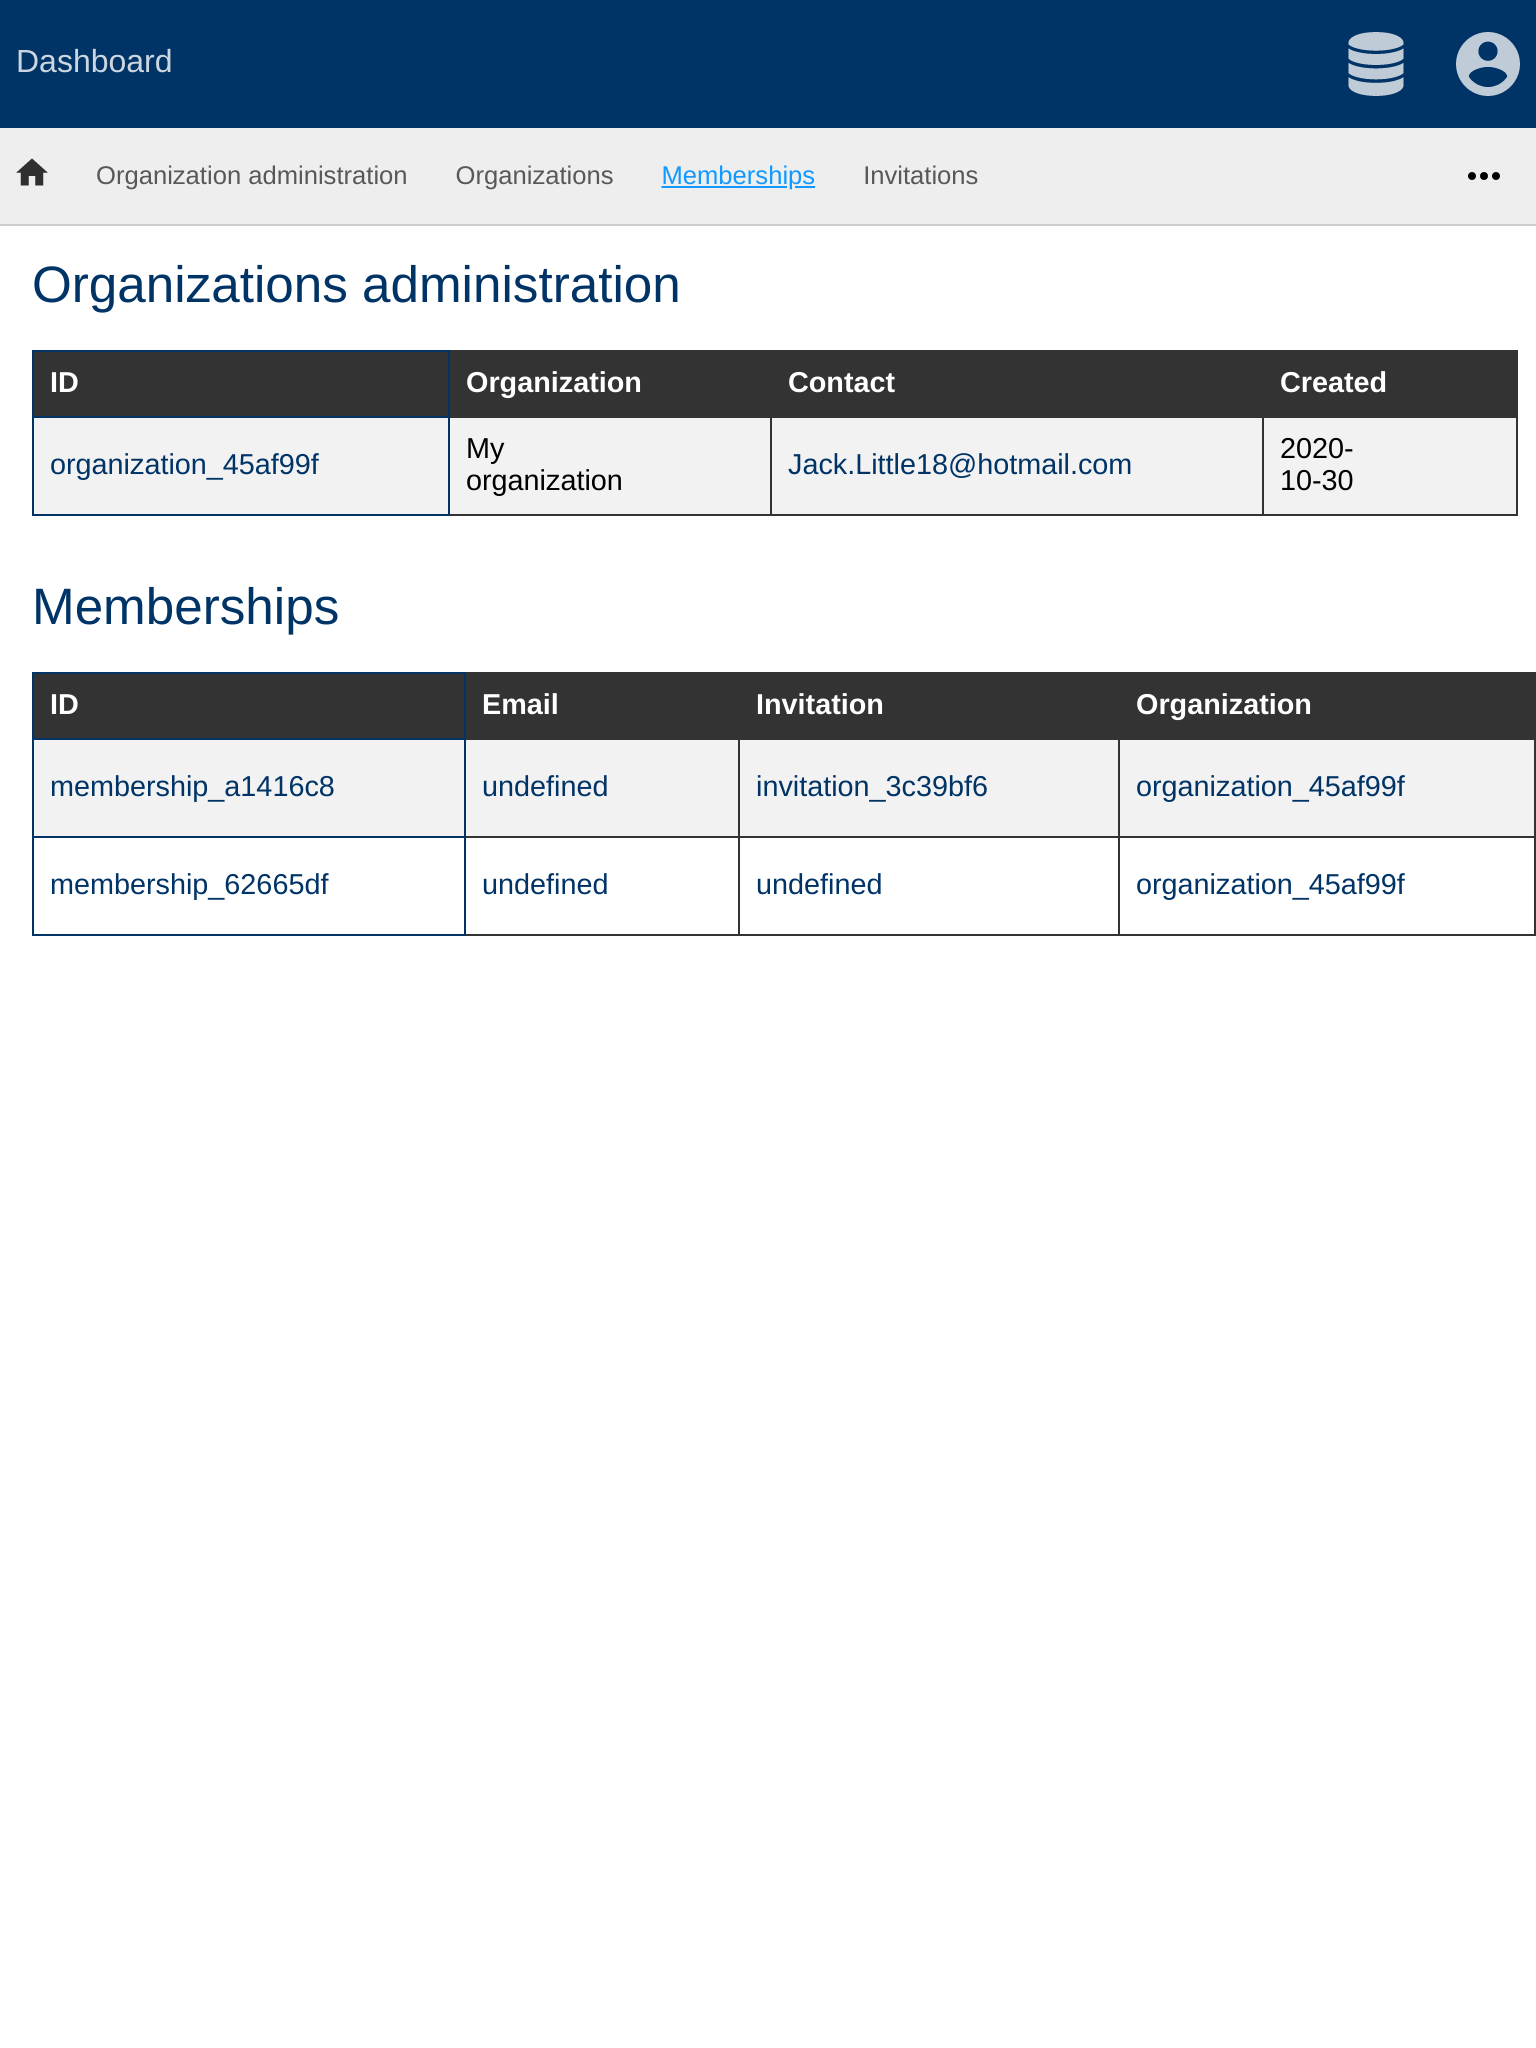 Dashboard
Organization administration Organizations Memberships Invitations
Organizations administration
ID Organization Contact Created
organization_45af99f My organization Jack.Little18@hotmail.com 2020-10-30
Memberships
ID Email Invitation Organization
membership_a1416c8 undefined invitation_3c39bf6 organization_45af99f
membership_62665df undefined undefined organization_45af99f